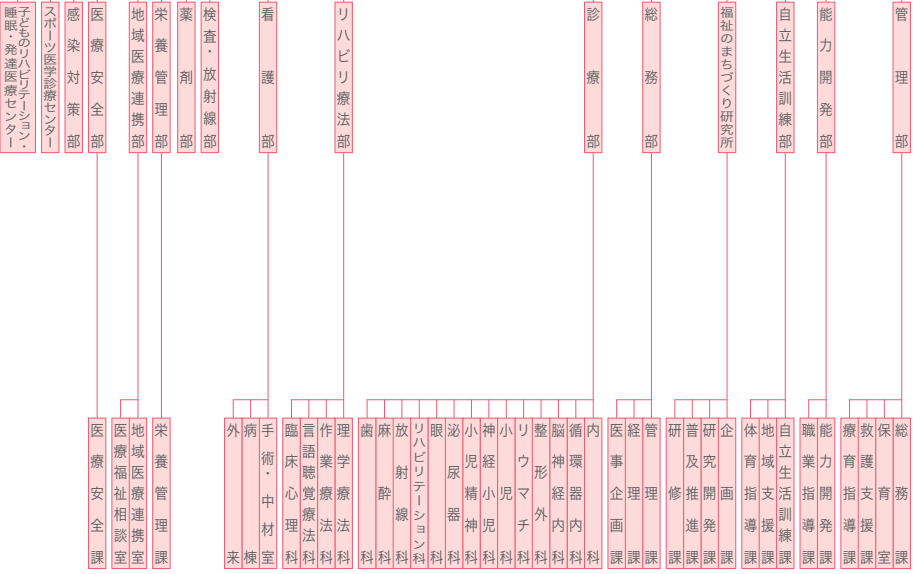 管理部
能力開発部
自立生活訓練部
福祉のまちづくり研究所
総務部
診療部
リハビリ療法部
看護部
検査・放射線部
薬剤部
栄養管理部
地域医療連携部
医療安全部
感染対策部
スポーツ医学診療センター
子どものリハビリテーション・
睡眠・発達医療センター
総務課
保育室
救護支援課
療育指導課
能力開発課
職業指導課
自立生活訓練課
地域支援課
体育指導課
企画課
研究開発課
普及推進課
研修課
管理課
経理課
医事企画課
内科
循環器内科
脳神経内科
整形外科
リウマチ科
小児科
神経小児科
小児精神科
泌尿器科
眼科
リハビリテーション科
放射線科
麻酔科
歯科
理学療法科
作業療法科
言語聴覚療法科
臨床心理科
手術・中材室
病棟
外来
栄養管理課
地域医療連携室
医療福祉相談室
医療安全課